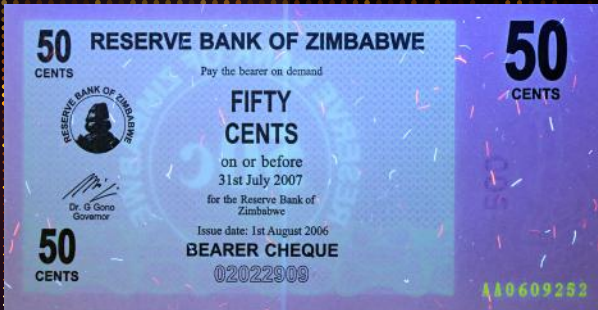 50 RESERVE BANK OF ZIMBABWE 50
CENTS Pay the bearer on demand CENTS
RESERVE BANK OF ZIMBABWE
FIFTY
CENTS
on or before
31st July 2007
for the Reserve Bank of
Zimbabwe
Dr. G Gono
Governor
Issue date: 1st August 2006
50 BEARER CHEQUE
CENTS 02022909
AA0609252